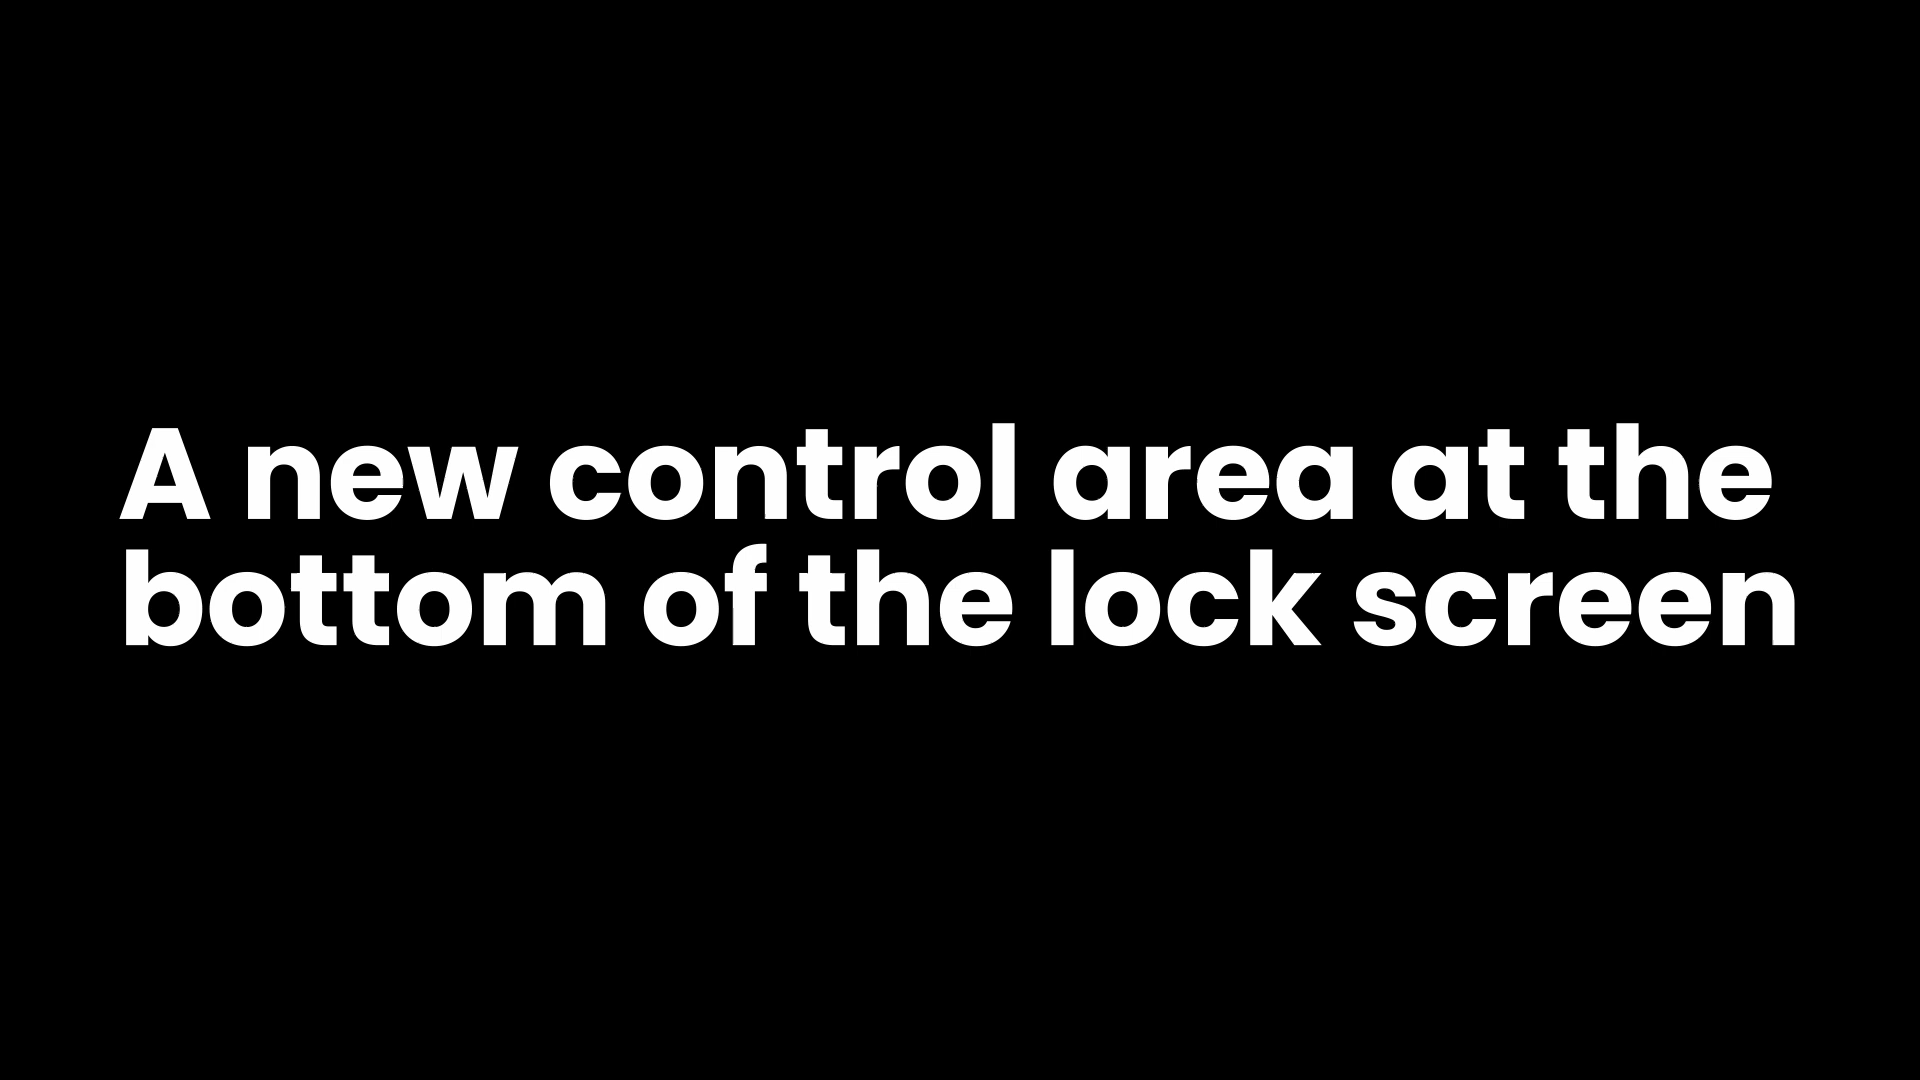 A new control area at the
bottom of the lock screen